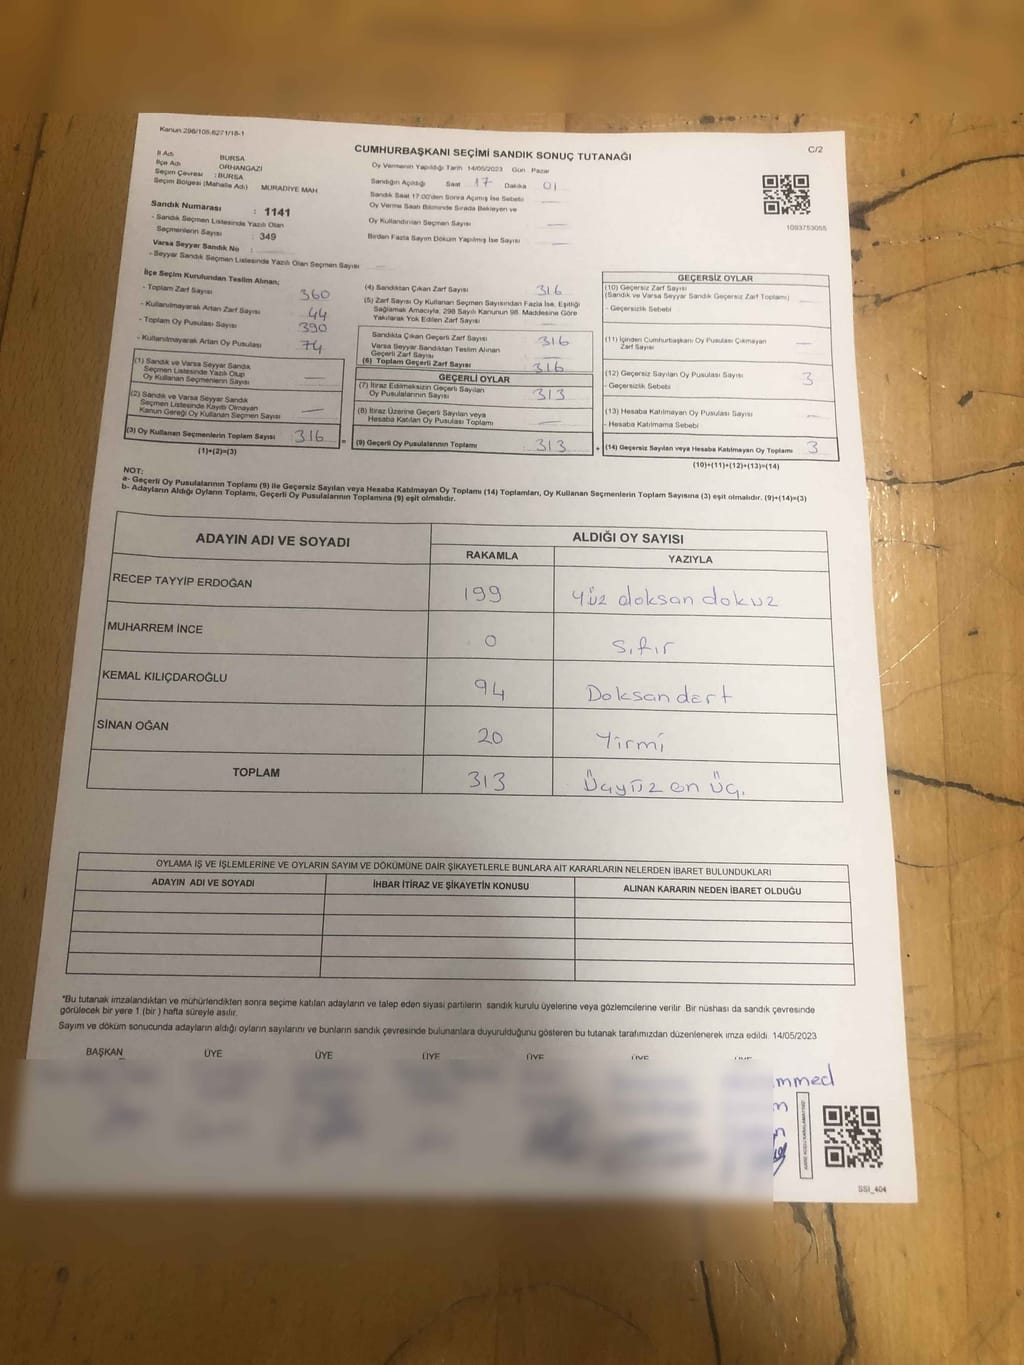 Kanun:298/105,6271/18-1
CUMHURBAŞKANI SEÇİMİ SANDIK SONUÇ TUTANAĞI
C/2
İl Adı : BURSA
İlçe Adı ORHANGAZİ
Seçim Çevresi : BURSA
Seçim Bölgesi (Mahalle Adı) MURADİYE MAH
Sandık Numarası : 1141
- Sandık Seçmen Listesinde Yazılı Olan
Seçmenlerin Sayısı : 349
Varsa Seyyar Sandık No :
- Seyyar Sandık Seçmen Listesinde Yazılı Olan Seçmen Sayısı
Oy Vermenin Yapıldığı Tarih 14/05/2023 Gün : Pazar
Sandığın Açıldığı Saat 17 Dakika 01
Sandık Saat 17:00'den Sonra Açımış İse Sebebi
Oy Verme Saati Bitiminde Sırada Bekleyen ve
Oy Kullandırılan Seçmen Sayısı
Birden Fazla Sayım Döküm Yapılmış İse Sayısı
1093753055
İlçe Seçim Kurulundan Teslim Alınan;
- Toplam Zarf Sayısı 360
- Kullanılmayarak Artan Zarf Sayısı 44
- Toplam Oy Pusulası Sayısı 390
- Kullanılmayarak Artan Oy Pusulası 74
(1) Sandık ve Varsa Seyyar Sandık
Seçmen Listesinde Yazılı Olup
Oy Kullanan Seçmenlerin Sayısı
(2) Sandık ve Varsa Seyyar Sandık
Seçmen Listesinde Kayıtlı Olmayan
Kanun Gereği Oy Kullanan Seçmen Sayısı
(3) Oy Kullanan Seçmenlerin Toplam Sayısı 316 =
(1)+(2)=(3)
(4) Sandıktan Çıkan Zarf Sayısı 316
(5) Zarf Sayısı Oy Kullanan Seçmen Sayısından Fazla İse, Eşitliği
Sağlamak Amacıyla, 298 Sayılı Kanunun 98. Maddesine Göre
Yakılarak Yok Edilen Zarf Sayısı
Sandıkta Çıkan Geçerli Zarf Sayısı 316
Varsa Seyyar Sandıktan Teslim Alınan
Geçerli Zarf Sayısı
(6) Toplam Geçerli Zarf Sayısı 316
GEÇERLİ OYLAR
(7) İtiraz Edilmeksizin Geçerli Sayılan
Oy Pusulalarının Sayısı 313
(8) İtiraz Üzerine Geçerli Sayılan veya
Hesaba Katılan Oy Pusulası Toplamı
(9) Geçerli Oy Pusulalarının Toplamı 313 +
GEÇERSİZ OYLAR
(10) Geçersiz Zarf Sayısı
(Sandık ve Varsa Seyyar Sandık Geçersiz Zarf Toplamı)
- Geçersizlik Sebebi
(11) İçinden Cumhurbaşkanı Oy Pusulası Çıkmayan
Zarf Sayısı
(12) Geçersiz Sayılan Oy Pusulası Sayısı 3
- Geçersizlik Sebebi
(13) Hesaba Katılmayan Oy Pusulası Sayısı
- Hesaba Katılmama Sebebi
(14) Geçersiz Sayılan veya Hesaba Katılmayan Oy Toplamı 3
(10)+(11)+(12)+(13)=(14)
NOT:
a- Geçerli Oy Pusulalarının Toplamı (9) ile Geçersiz Sayılan veya Hesaba Katılmayan Oy Toplamı (14) Toplamları, Oy Kullanan Seçmenlerin Toplam Sayısına (3) eşit olmalıdır. (9)+(14)=(3)
b- Adayların Aldığı Oyların Toplamı, Geçerli Oy Pusulalarının Toplamına (9) eşit olmalıdır.
ADAYIN ADI VE SOYADI
ALDIĞI OY SAYISI
RAKAMLA YAZIYLA
RECEP TAYYİP ERDOĞAN 199 Yüz doksan dokuz
MUHARREM İNCE 0 Sıfır
KEMAL KILIÇDAROĞLU 94 Doksan dört
SİNAN OĞAN 20 Yirmi
TOPLAM 313 Üçyüz on üç.
OYLAMA İŞ VE İŞLEMLERİNE VE OYLARIN SAYIM VE DÖKÜMÜNE DAİR ŞİKAYETLERLE BUNLARA AİT KARARLARIN NELERDEN İBARET BULUNDUKLARI
ADAYIN ADI VE SOYADI İHBAR İTİRAZ VE ŞİKAYETİN KONUSU ALINAN KARARIN NEDEN İBARET OLDUĞU
*Bu tutanak imzalandıktan ve mühürlendikten sonra seçime katılan adayların ve talep eden siyasi partilerin sandık kurulu üyelerine veya gözlemcilerine verilir. Bir nüshası da sandık çevresinde
görülecek bir yere 1 (bir ) hafta süreyle asılır.
Sayım ve döküm sonucunda adayların aldığı oyların sayılarını ve bunların sandık çevresinde bulunanlara duyurulduğunu gösteren bu tutanak tarafımızdan düzenlenerek imza edildi. 14/05/2023
BAŞKAN ÜYE ÜYE ÜYE ÜYE ÜYE ÜYE
mmed
SSI_404